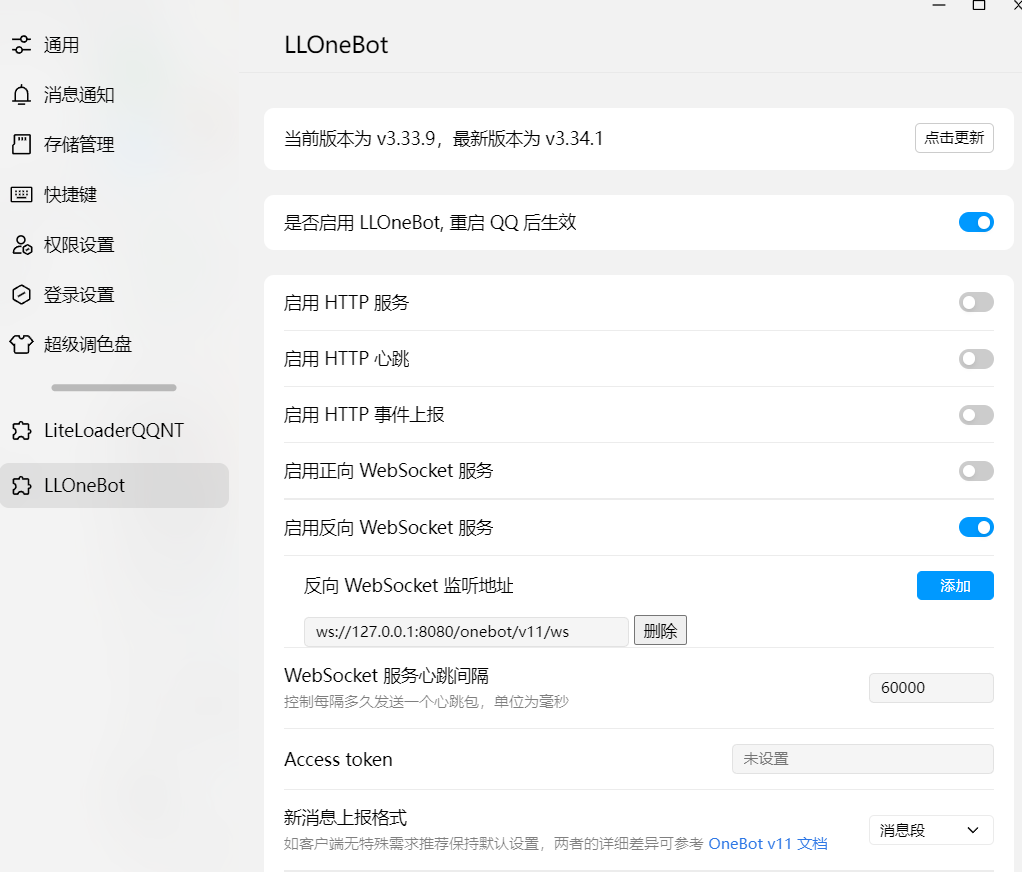 通用
消息通知
存储管理
快捷键
权限设置
登录设置
超级调色盘
LiteLoaderQQNT
LLOneBot
LLOneBot
当前版本为 v3.33.9，最新版本为 v3.34.1
点击更新
是否启用 LLOneBot, 重启 QQ 后生效
启用 HTTP 服务
启用 HTTP 心跳
启用 HTTP 事件上报
启用正向 WebSocket 服务
启用反向 WebSocket 服务
反向 WebSocket 监听地址
添加
ws://127.0.0.1:8080/onebot/v11/ws
删除
WebSocket 服务心跳间隔
控制每隔多久发送一个心跳包，单位为毫秒
60000
Access token
未设置
新消息上报格式
如客户端无特殊需求推荐保持默认设置，两者的详细差异可参考 OneBot v11 文档
消息段